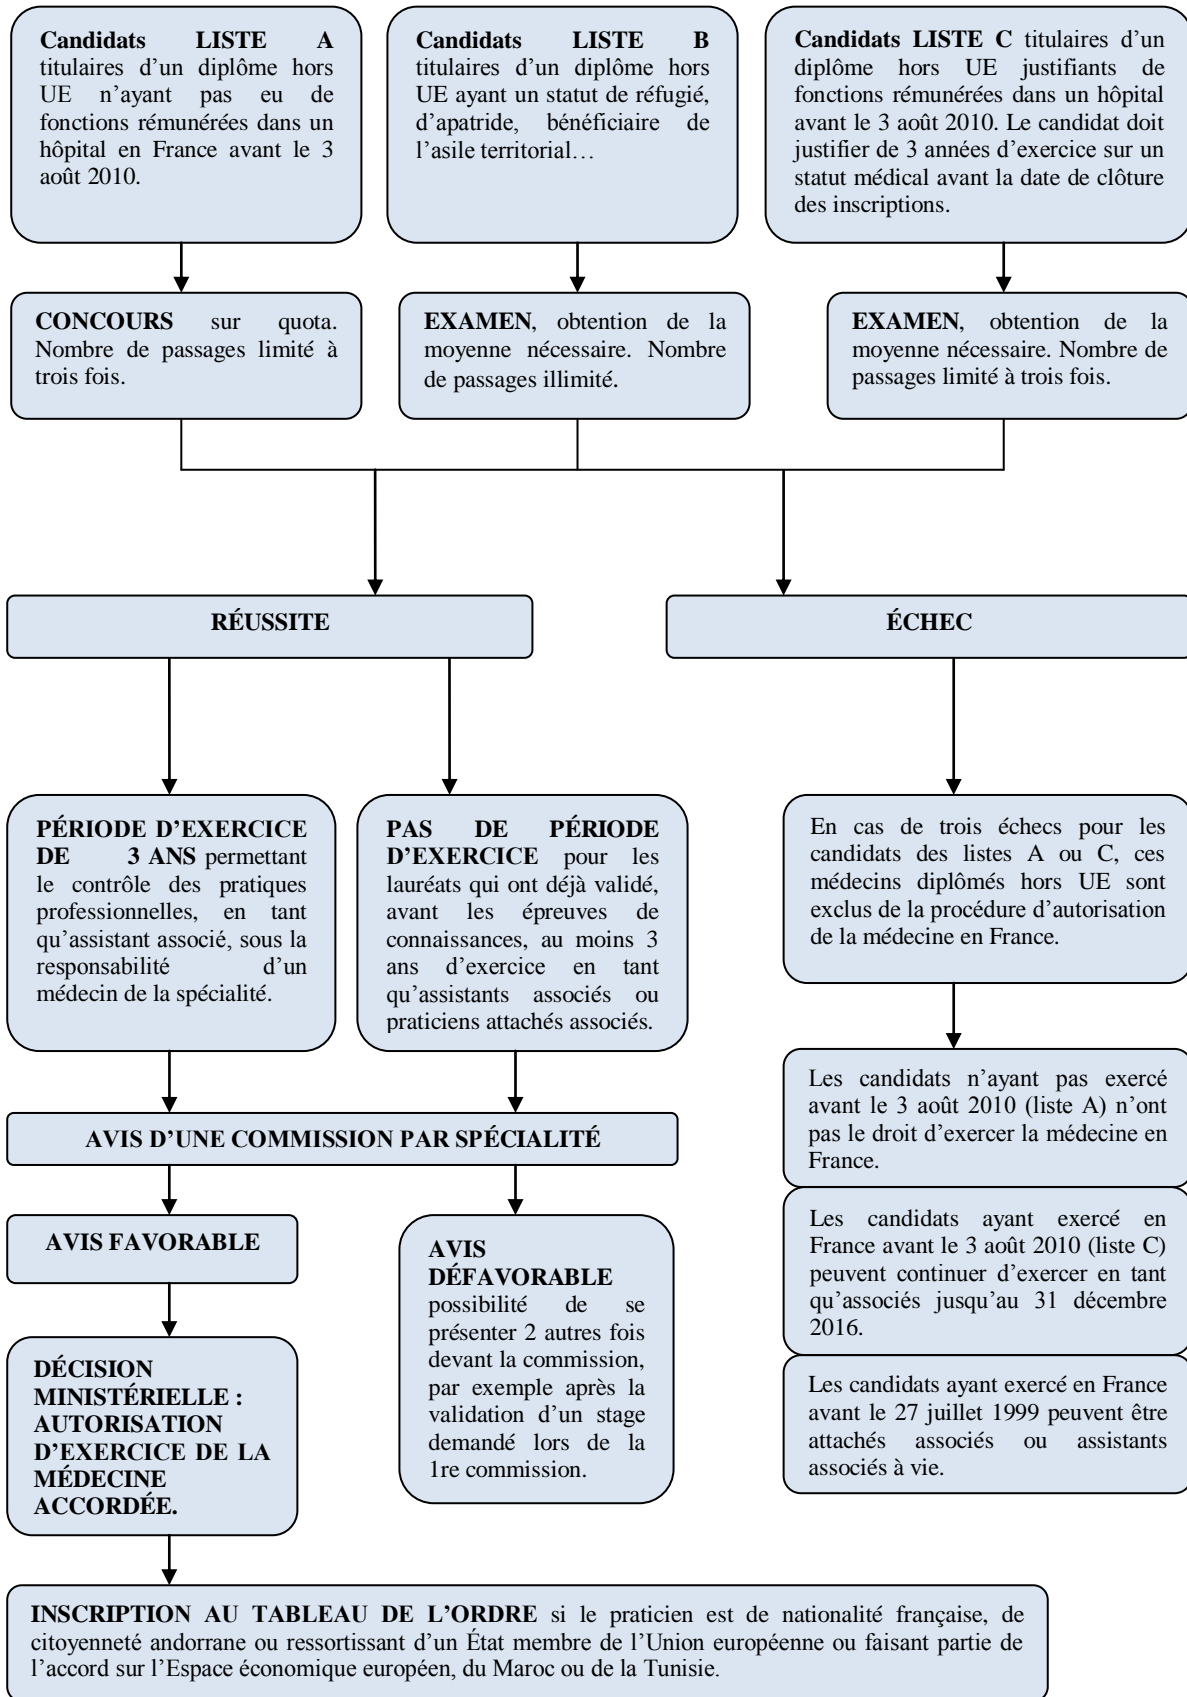 Candidats LISTE A
titulaires d’un diplôme hors
UE n’ayant pas eu de
fonctions rémunérées dans un
hôpital en France avant le 3
août 2010.
Candidats LISTE B
titulaires d’un diplôme hors
UE ayant un statut de réfugié,
d’apatride, bénéficiaire de
l’asile territorial…
Candidats LISTE C titulaires d’un
diplôme hors UE justifiants de
fonctions rémunérées dans un hôpital
avant le 3 août 2010. Le candidat doit
justifier de 3 années d’exercice sur un
statut médical avant la date de clôture
des inscriptions.
CONCOURS sur quota.
Nombre de passages limité à
trois fois.
EXAMEN, obtention de la
moyenne nécessaire. Nombre
de passages illimité.
EXAMEN, obtention de la
moyenne nécessaire. Nombre de
passages limité à trois fois.
RÉUSSITE
ÉCHEC
PÉRIODE D’EXERCICE
DE 3 ANS permettant
le contrôle des pratiques
professionnelles, en tant
qu’assistant associé, sous la
responsabilité d’un
médecin de la spécialité.
PAS DE PÉRIODE
D’EXERCICE pour les
lauréats qui ont déjà validé,
avant les épreuves de
connaissances, au moins 3
ans d’exercice en tant
qu’assistants associés ou
praticiens attachés associés.
En cas de trois échecs pour les
candidats des listes A ou C, ces
médecins diplômés hors UE sont
exclus de la procédure d’autorisation
de la médecine en France.
Les candidats n’ayant pas exercé
avant le 3 août 2010 (liste A) n’ont
pas le droit d’exercer la médecine en
France.
Les candidats ayant exercé en
France avant le 3 août 2010 (liste C)
peuvent continuer d’exercer en tant
qu’associés jusqu’au 31 décembre
2016.
Les candidats ayant exercé en France
avant le 27 juillet 1999 peuvent être
attachés associés ou assistants
associés à vie.
AVIS D’UNE COMMISSION PAR SPÉCIALITÉ
AVIS FAVORABLE
AVIS
DÉFAVORABLE
possibilité de se
présenter 2 autres fois
devant la commission,
par exemple après la
validation d’un stage
demandé lors de la
1re commission.
DÉCISION
MINISTÉRIELLE :
AUTORISATION
D’EXERCICE DE LA
MÉDECINE
ACCORDÉE.
INSCRIPTION AU TABLEAU DE L’ORDRE si le praticien est de nationalité française, de
citoyenneté andorrane ou ressortissant d’un État membre de l’Union européenne ou faisant partie de
l’accord sur l’Espace économique européen, du Maroc ou de la Tunisie.